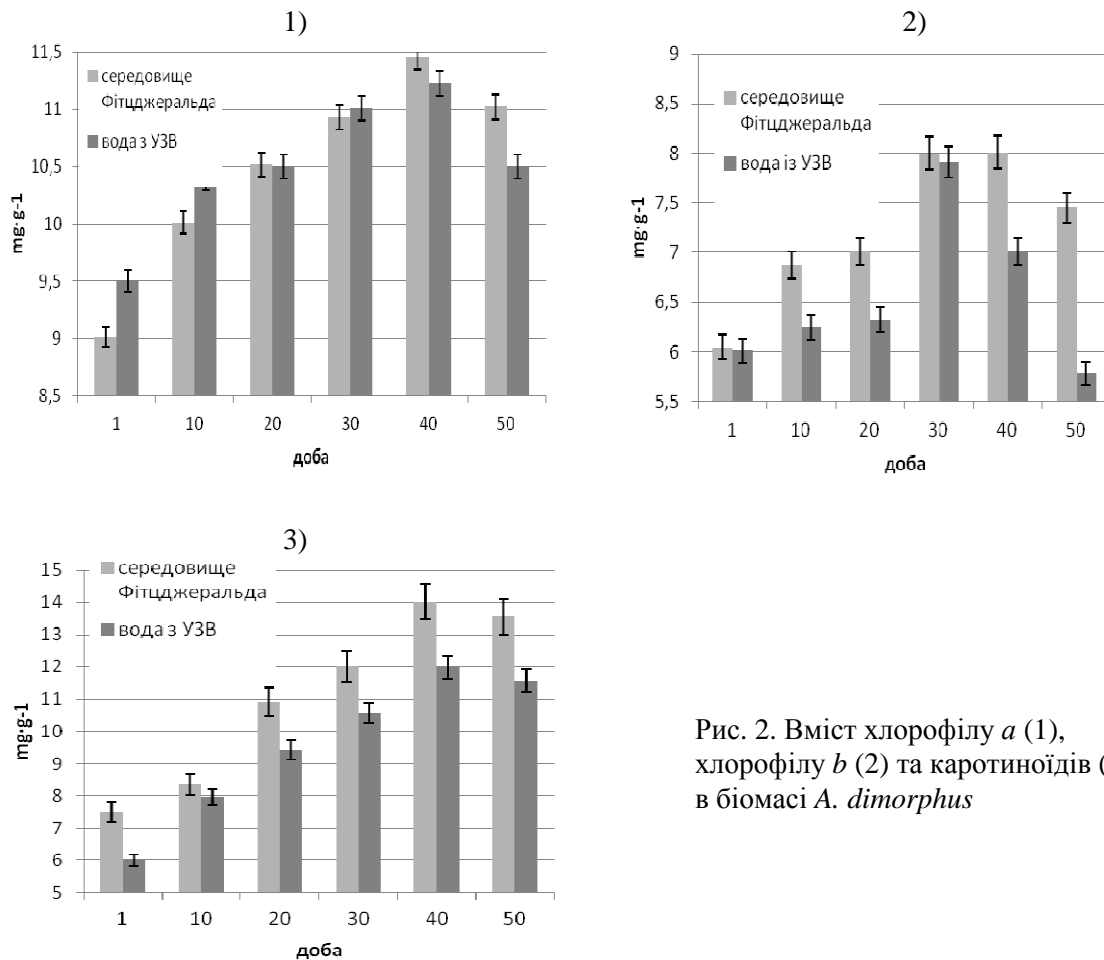 1)
11,5
11
10,5
10
9,5
9
8,5
mg·g-1
середовище
Фітцджеральда
вода з УЗВ
1 10 20 30 40 50
доба
2)
9
8,5
8
7,5
7
6,5
6
5,5
mg·g-1
середовище
Фітцджеральда
вода із УЗВ
1 10 20 30 40 50
доба
3)
15
14
13
12
11
10
9
8
7
6
5
mg·g-1
середовище
Фітцджеральда
вода з УЗВ
1 10 20 30 40 50
доба
Рис. 2. Вміст хлорофілу a (1),
хлорофілу b (2) та каротиноїдів (
в біомасі A. dimorphus